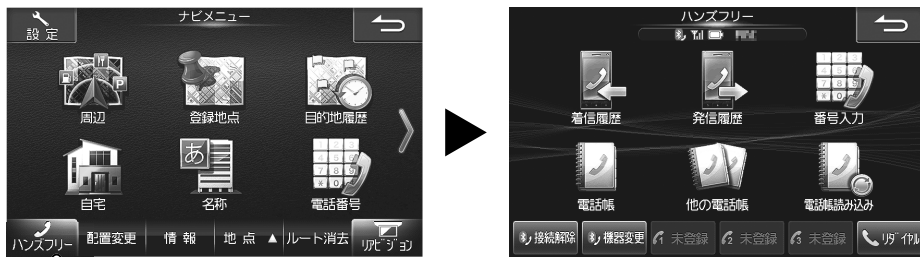 設 定
ナビメニュー
周辺
登録地点
目的地履歴
自宅
名称
電話番号
ハンズフリー
配置変更
情 報
地 点 ▲
ルート消去
リアビジョン
ハンズフリー
着信履歴
発信履歴
番号入力
電話帳
他の電話帳
電話帳読み込み
接続解除
機器変更
1 未登録
2 未登録
3 未登録
リダイヤル